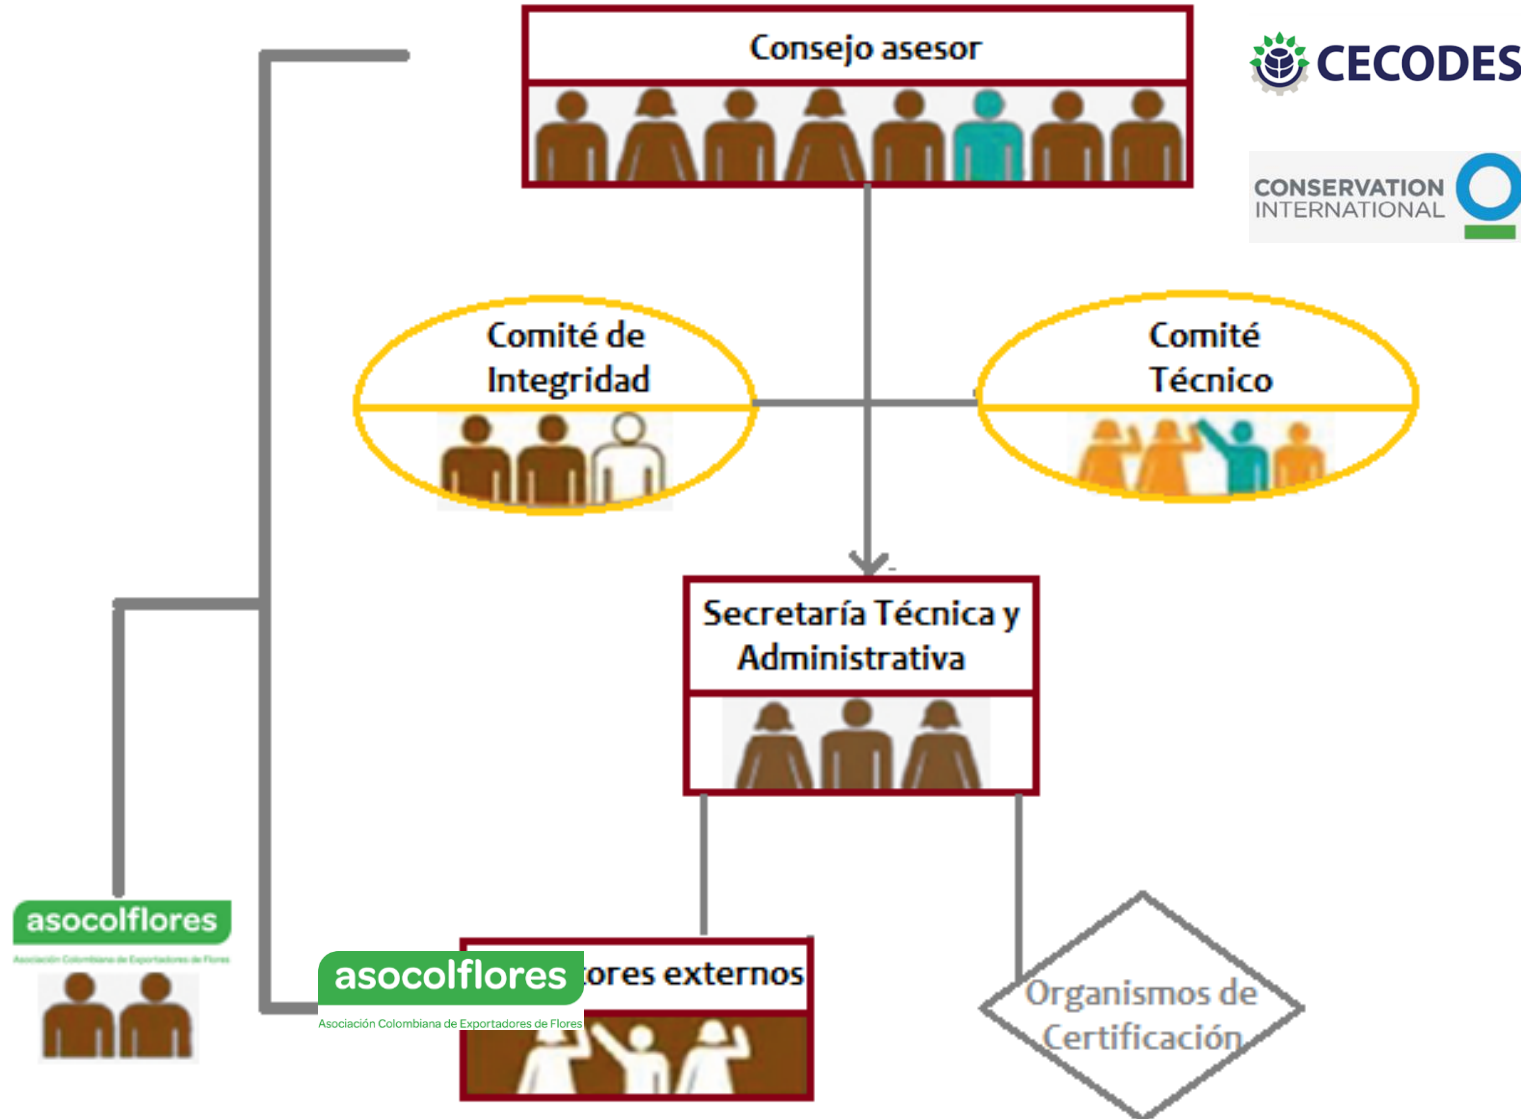 Consejo asesor
CECODES
CONSERVATION
INTERNATIONAL
Comité de
Integridad
Comité
Técnico
Secretaría Técnica y
Administrativa
asocolflores
Asociación Colombiana de Exportadores de Flores
asocolflores
Asociación Colombiana de Exportadores de Flores
externos
Organismos de
Certificación